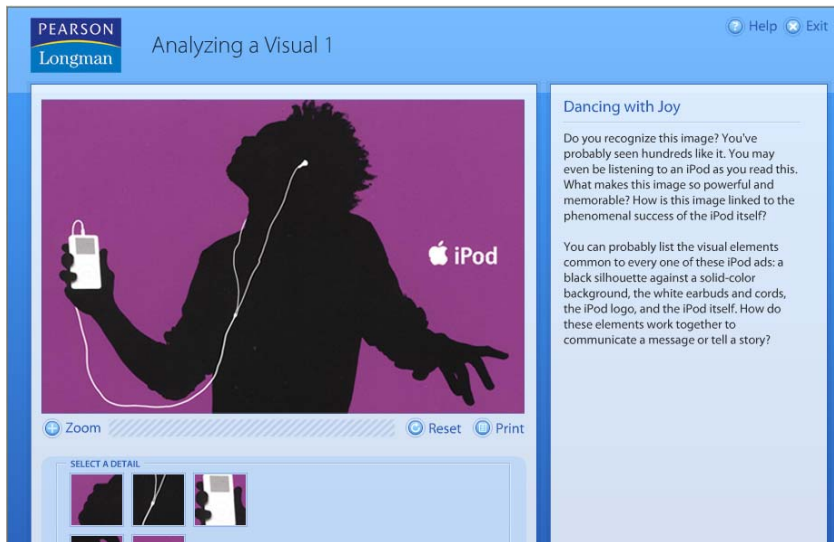 PEARSON
Longman
Analyzing a Visual 1
Help
Exit
iPod
Zoom
Reset
Print
SELECT A DETAIL
Dancing with Joy
Do you recognize this image? You've
probably seen hundreds like it. You may
even be listening to an iPod as you read this.
What makes this image so powerful and
memorable? How is this image linked to the
phenomenal success of the iPod itself?
You can probably list the visual elements
common to every one of these iPod ads: a
black silhouette against a solid-color
background, the white earbuds and cords,
the iPod logo, and the iPod itself. How do
these elements work together to
communicate a message or tell a story?